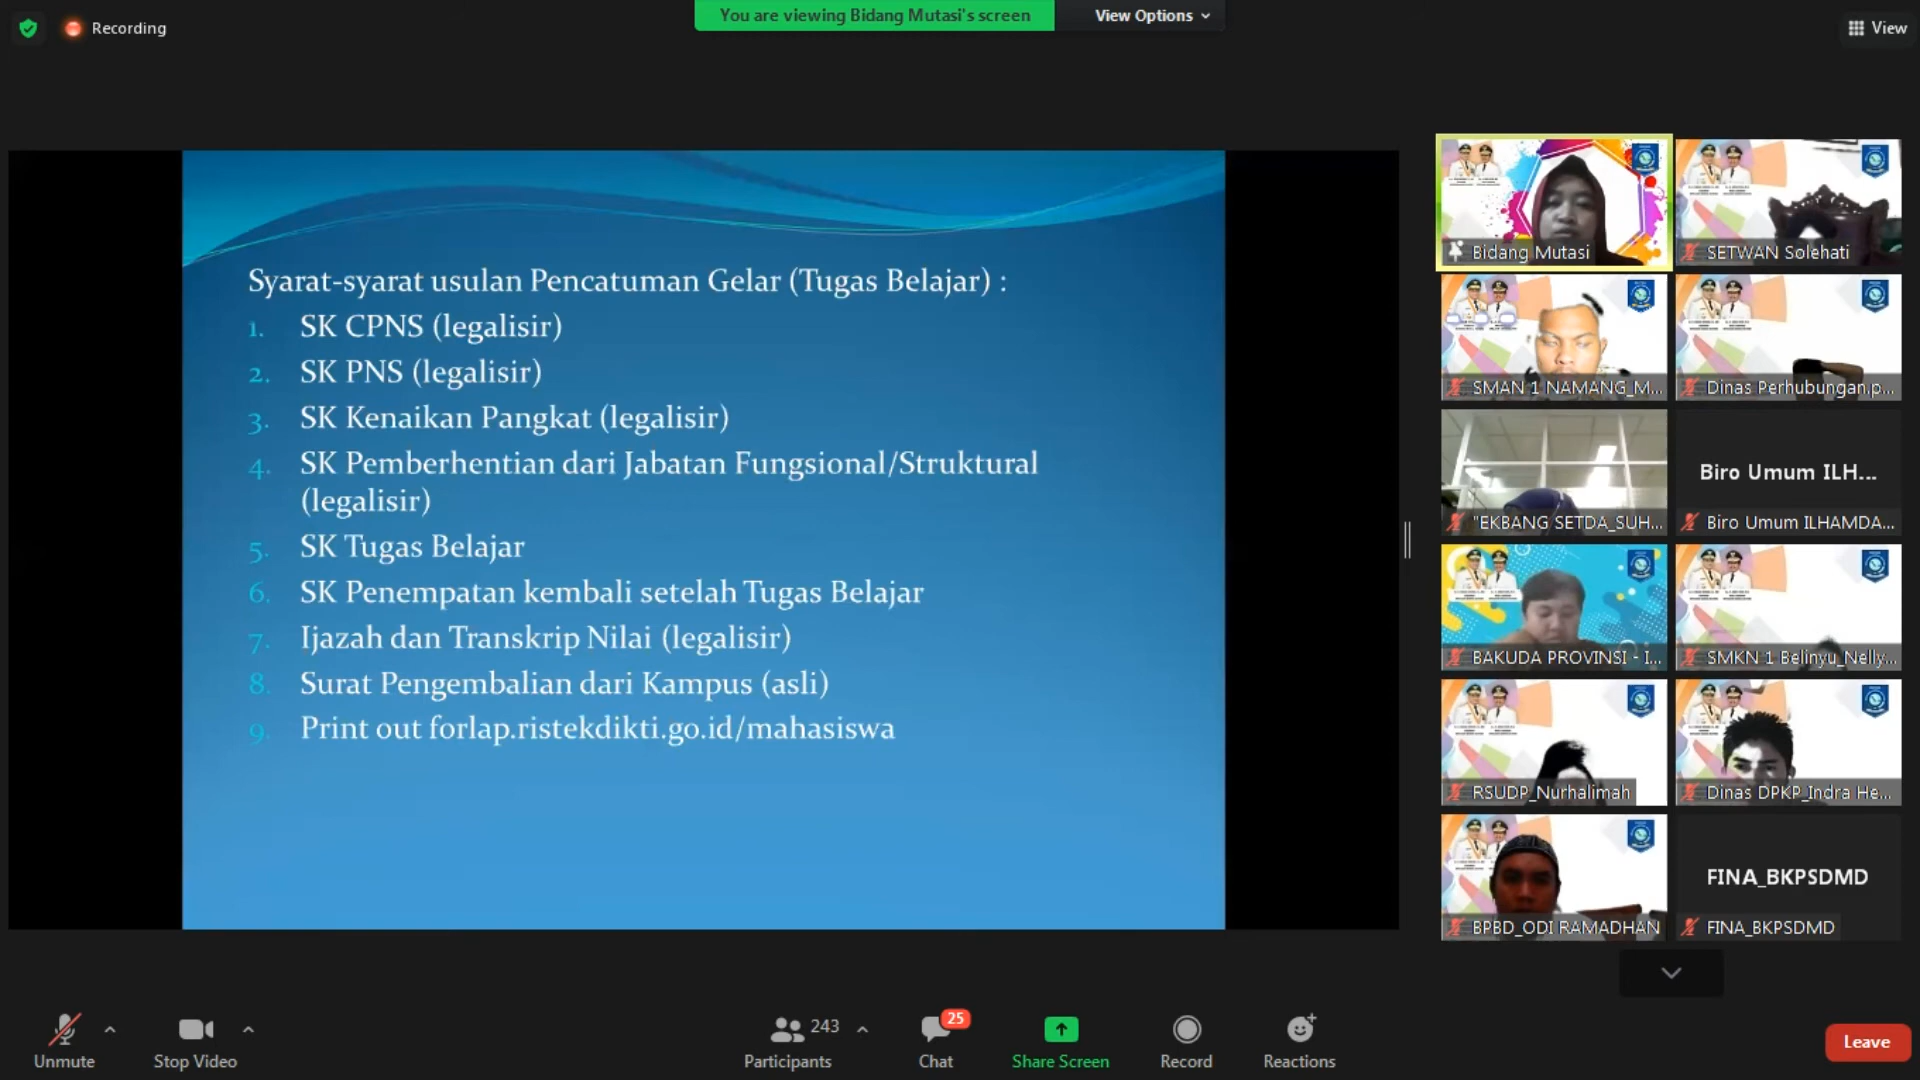 Recording
You are viewing Bidang Mutasi's screen
View Options
View
Syarat-syarat usulan Pencatuman Gelar (Tugas Belajar) :
1. SK CPNS (legalisir)
2. SK PNS (legalisir)
3. SK Kenaikan Pangkat (legalisir)
4. SK Pemberhentian dari Jabatan Fungsional/Struktural
(legalisir)
5. SK Tugas Belajar
6. SK Penempatan kembali setelah Tugas Belajar
7. Ijazah dan Transkrip Nilai (legalisir)
8. Surat Pengembalian dari Kampus (asli)
9. Print out forlap.ristekdikti.go.id/mahasiswa
Bidang Mutasi
SETWAN Solehati
SMAN 1 NAMANG_M...
Dinas Perhubungan.p...
"EKBANG SETDA_SUH...
Biro Umum ILH...
Biro Umum ILHAMDA...
BAKUDA PROVINSI - I...
SMKN 1 Belinyu_Nelly...
RSUDP_Nurhalimah
Dinas DPKP_Indra He...
BPBD_ODI RAMADHAN
FINA_BKPSDMD
FINA_BKPSDMD
Unmute
Stop Video
243
Participants
25
Chat
Share Screen
Record
Reactions
Leave